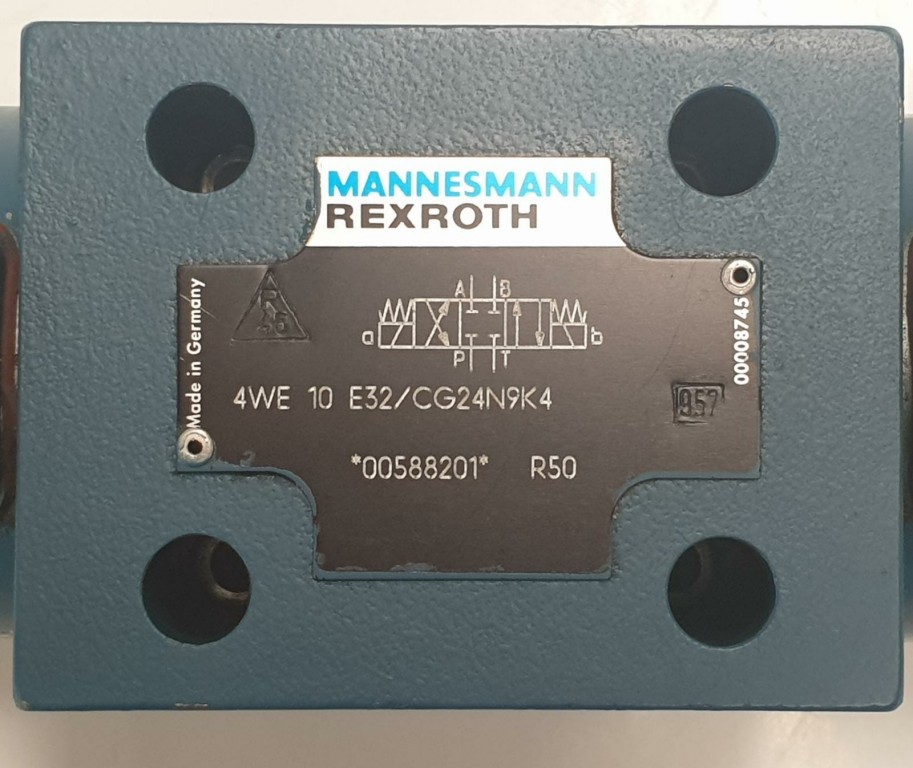 MANNESMANN
REXROTH
Made in Germany
A B
a b
P T
00008745
4WE 10 E32/CG24N9K4
957
*00588201* R50